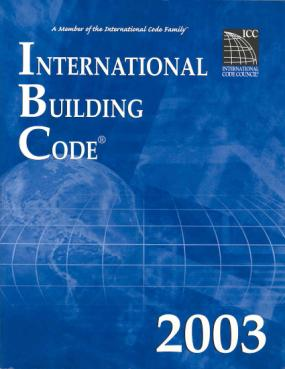 A Member of the International Code Family™
ICC
INTERNATIONAL
CODE COUNCIL®
INTERNATIONAL
BUILDING
CODE®
2003